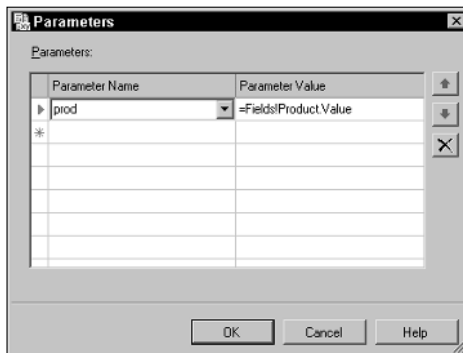 Parameters
Parameters:
Parameter Name Parameter Value
prod =Fields!Product.Value
OK Cancel Help